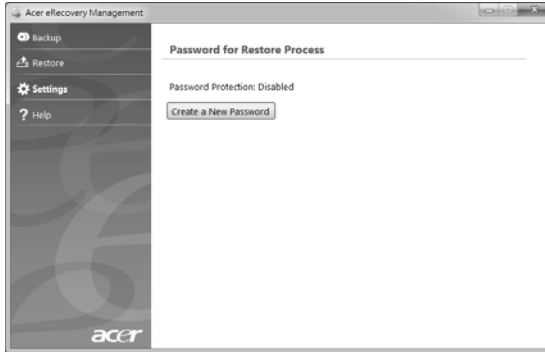 Acer eRecovery Management
Backup
Restore
Settings
? Help
Password for Restore Process
Password Protection: Disabled
Create a New Password
acer